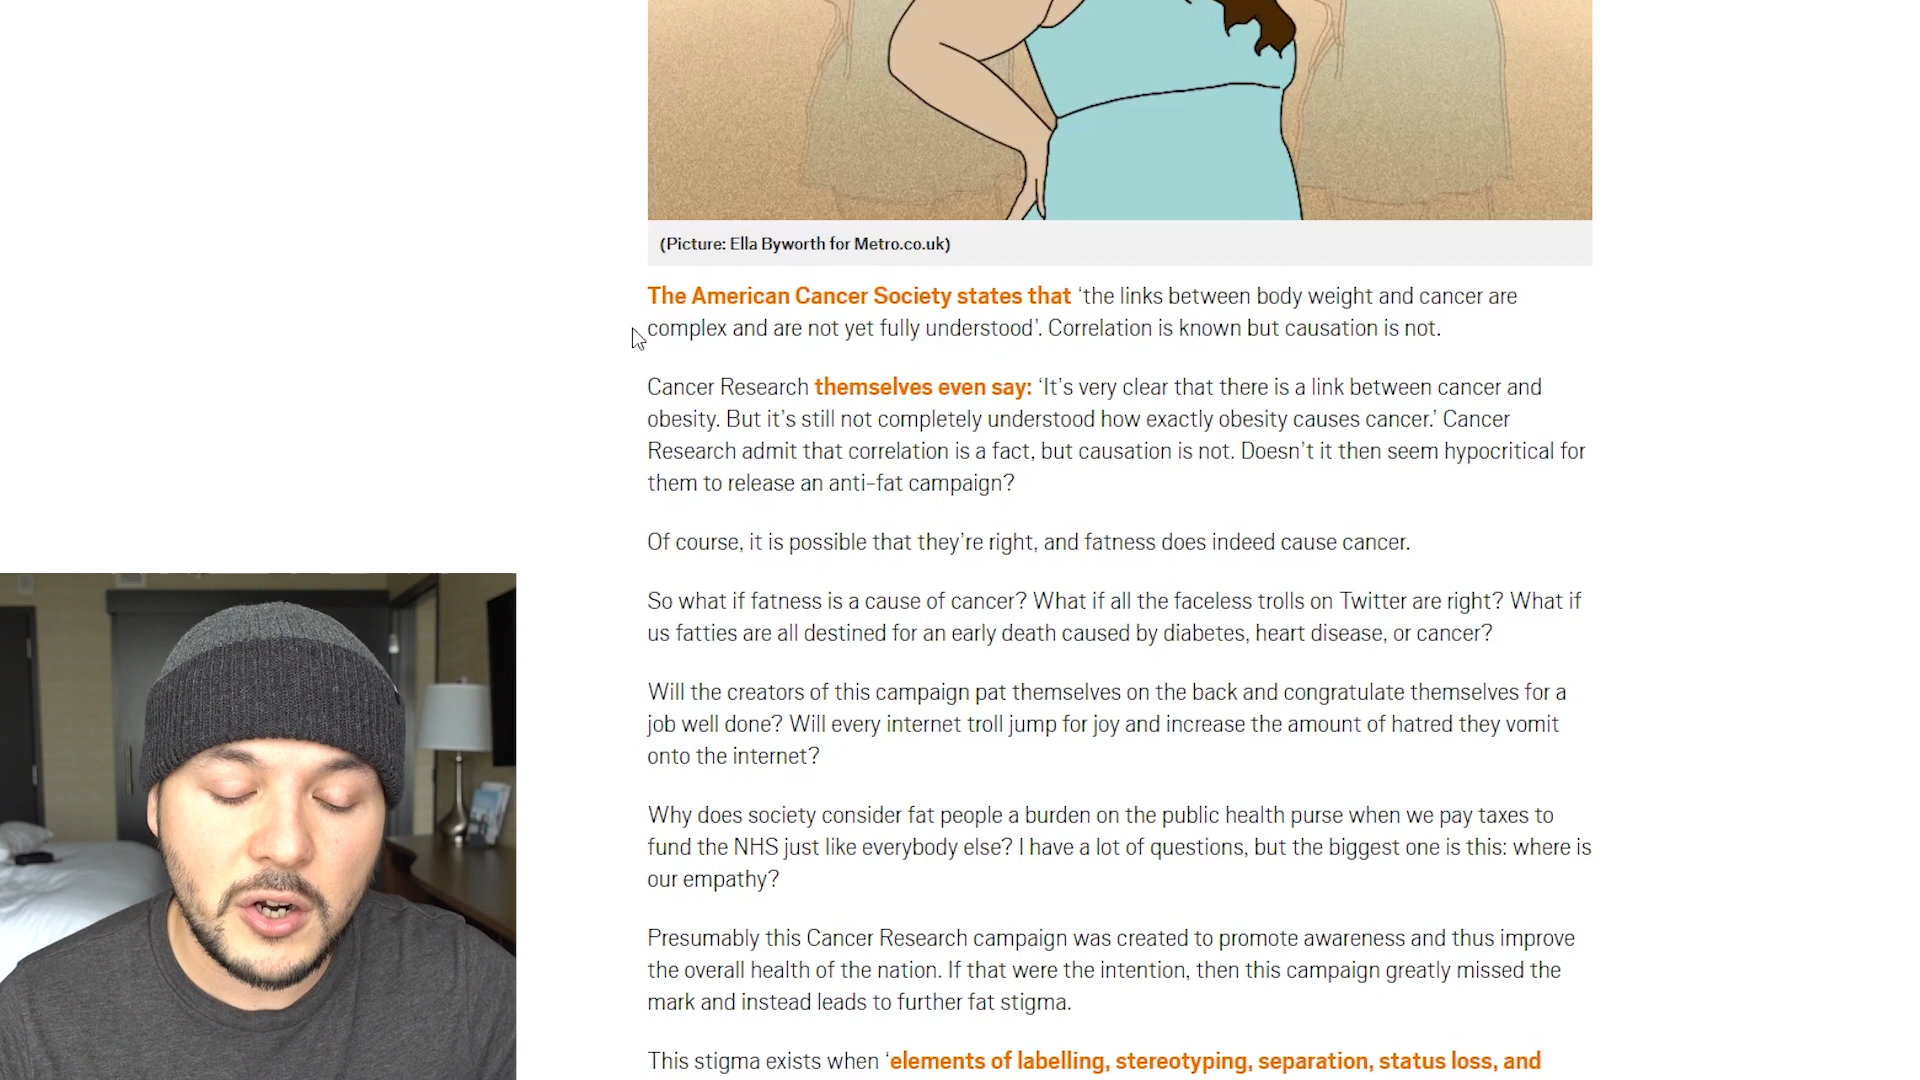 (Picture: Ella Byworth for Metro.co.uk)
The American Cancer Society states that ‘the links between body weight and cancer are
complex and are not yet fully understood’. Correlation is known but causation is not.
Cancer Research themselves even say: ‘It’s very clear that there is a link between cancer and
obesity. But it’s still not completely understood how exactly obesity causes cancer.’ Cancer
Research admit that correlation is a fact, but causation is not. Doesn’t it then seem hypocritical for
them to release an anti-fat campaign?
Of course, it is possible that they’re right, and fatness does indeed cause cancer.
So what if fatness is a cause of cancer? What if all the faceless trolls on Twitter are right? What if
us fatties are all destined for an early death caused by diabetes, heart disease, or cancer?
Will the creators of this campaign pat themselves on the back and congratulate themselves for a
job well done? Will every internet troll jump for joy and increase the amount of hatred they vomit
onto the internet?
Why does society consider fat people a burden on the public health purse when we pay taxes to
fund the NHS just like everybody else? I have a lot of questions, but the biggest one is this: where is
our empathy?
Presumably this Cancer Research campaign was created to promote awareness and thus improve
the overall health of the nation. If that were the intention, then this campaign greatly missed the
mark and instead leads to further fat stigma.
This stigma exists when ‘elements of labelling, stereotyping, separation, status loss, and